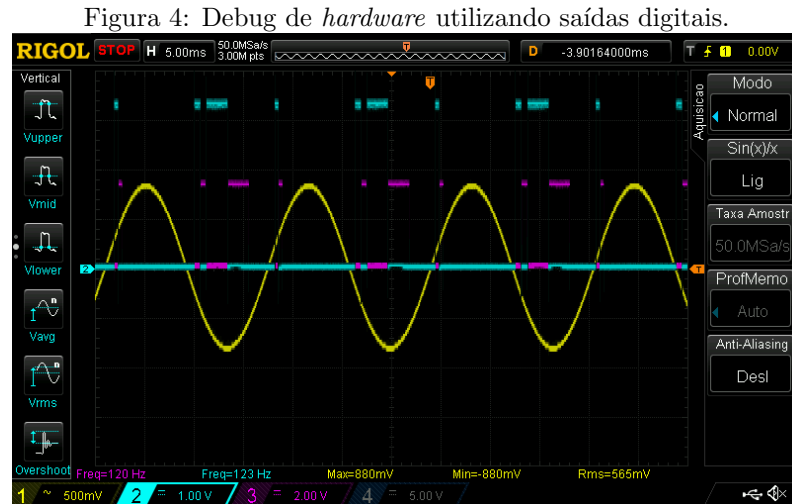 Figura 4: Debug de hardware utilizando saídas digitais.
RIGOL STOP H 5.00ms 50.0MSa/s 3.00M pts T D -3.90164000ms T 1 0.00V
Vertical
Vupper
Vmid
Vlower
Vavg
Vrms
Overshoot
T
2
T
Aquisicao
Modo
Normal
Sin(x)/x
Lig
Taxa Amostr
50.0MSa/s
ProfMemo
Auto
Anti-Aliasing
Desl
Freq=120 Hz Freq=123 Hz Max=880mV Min=-880mV Rms=565mV
1 ~ 500mV 2 = 1.00 V 3 = 2.00 V 4 = 5.00 V